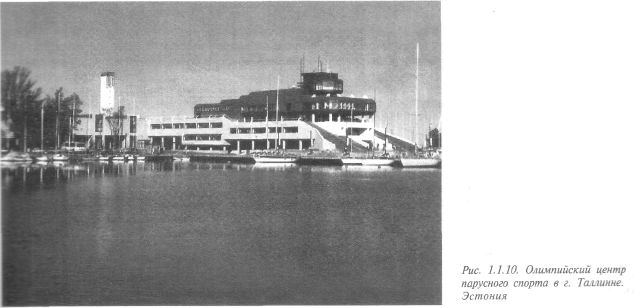 Рис. 1.1.10. Олимпийский центр
парусного спорта в г. Таллинне.
Эстония